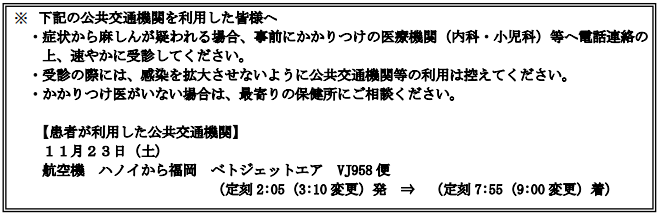 ※ 下記の公共交通機関を利用した皆様へ
・症状から麻しんが疑われる場合、事前にかかりつけの医療機関（内科・小児科）等へ電話連絡の
上、速やかに受診してください。
・受診の際には、感染を拡大させないように公共交通機関等の利用は控えてください。
・かかりつけ医がいない場合は、最寄りの保健所にご相談ください。
【患者が利用した公共交通機関】
１１月２３日（土）
航空機 ハノイから福岡 ベトジェットエア VJ958便
（定刻2:05（3:10変更）発 ⇒ （定刻7:55（9:00変更）着）